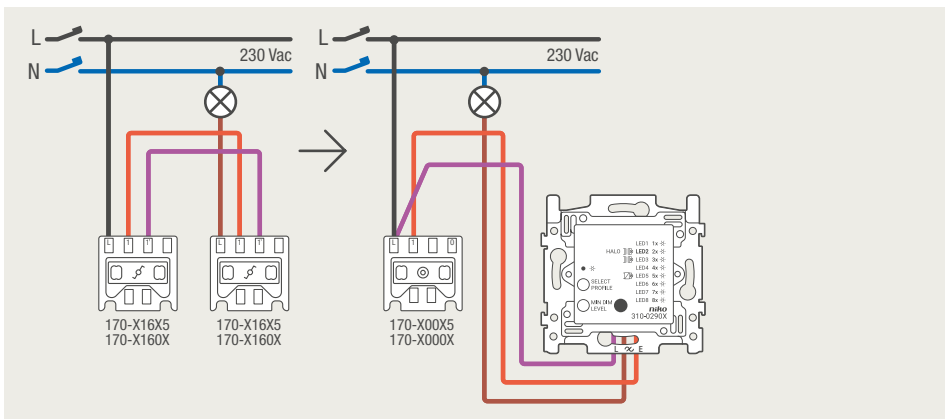 L
230 Vac
N
L
230 Vac
N
L 1 1'
L 1 1'
L 1 0
170-X16X5
170-X160X
170-X16X5
170-X160X
170-X00X5
170-X000X
LED1 1x
HALO LED2 2x
LED3 3x
LED4 4x
LED5 5x
LED6 6x
LED7 7x
LED8 8x
SELECT
PROFILE
MIN DIM
LEVEL
niko
310-0290X
L E